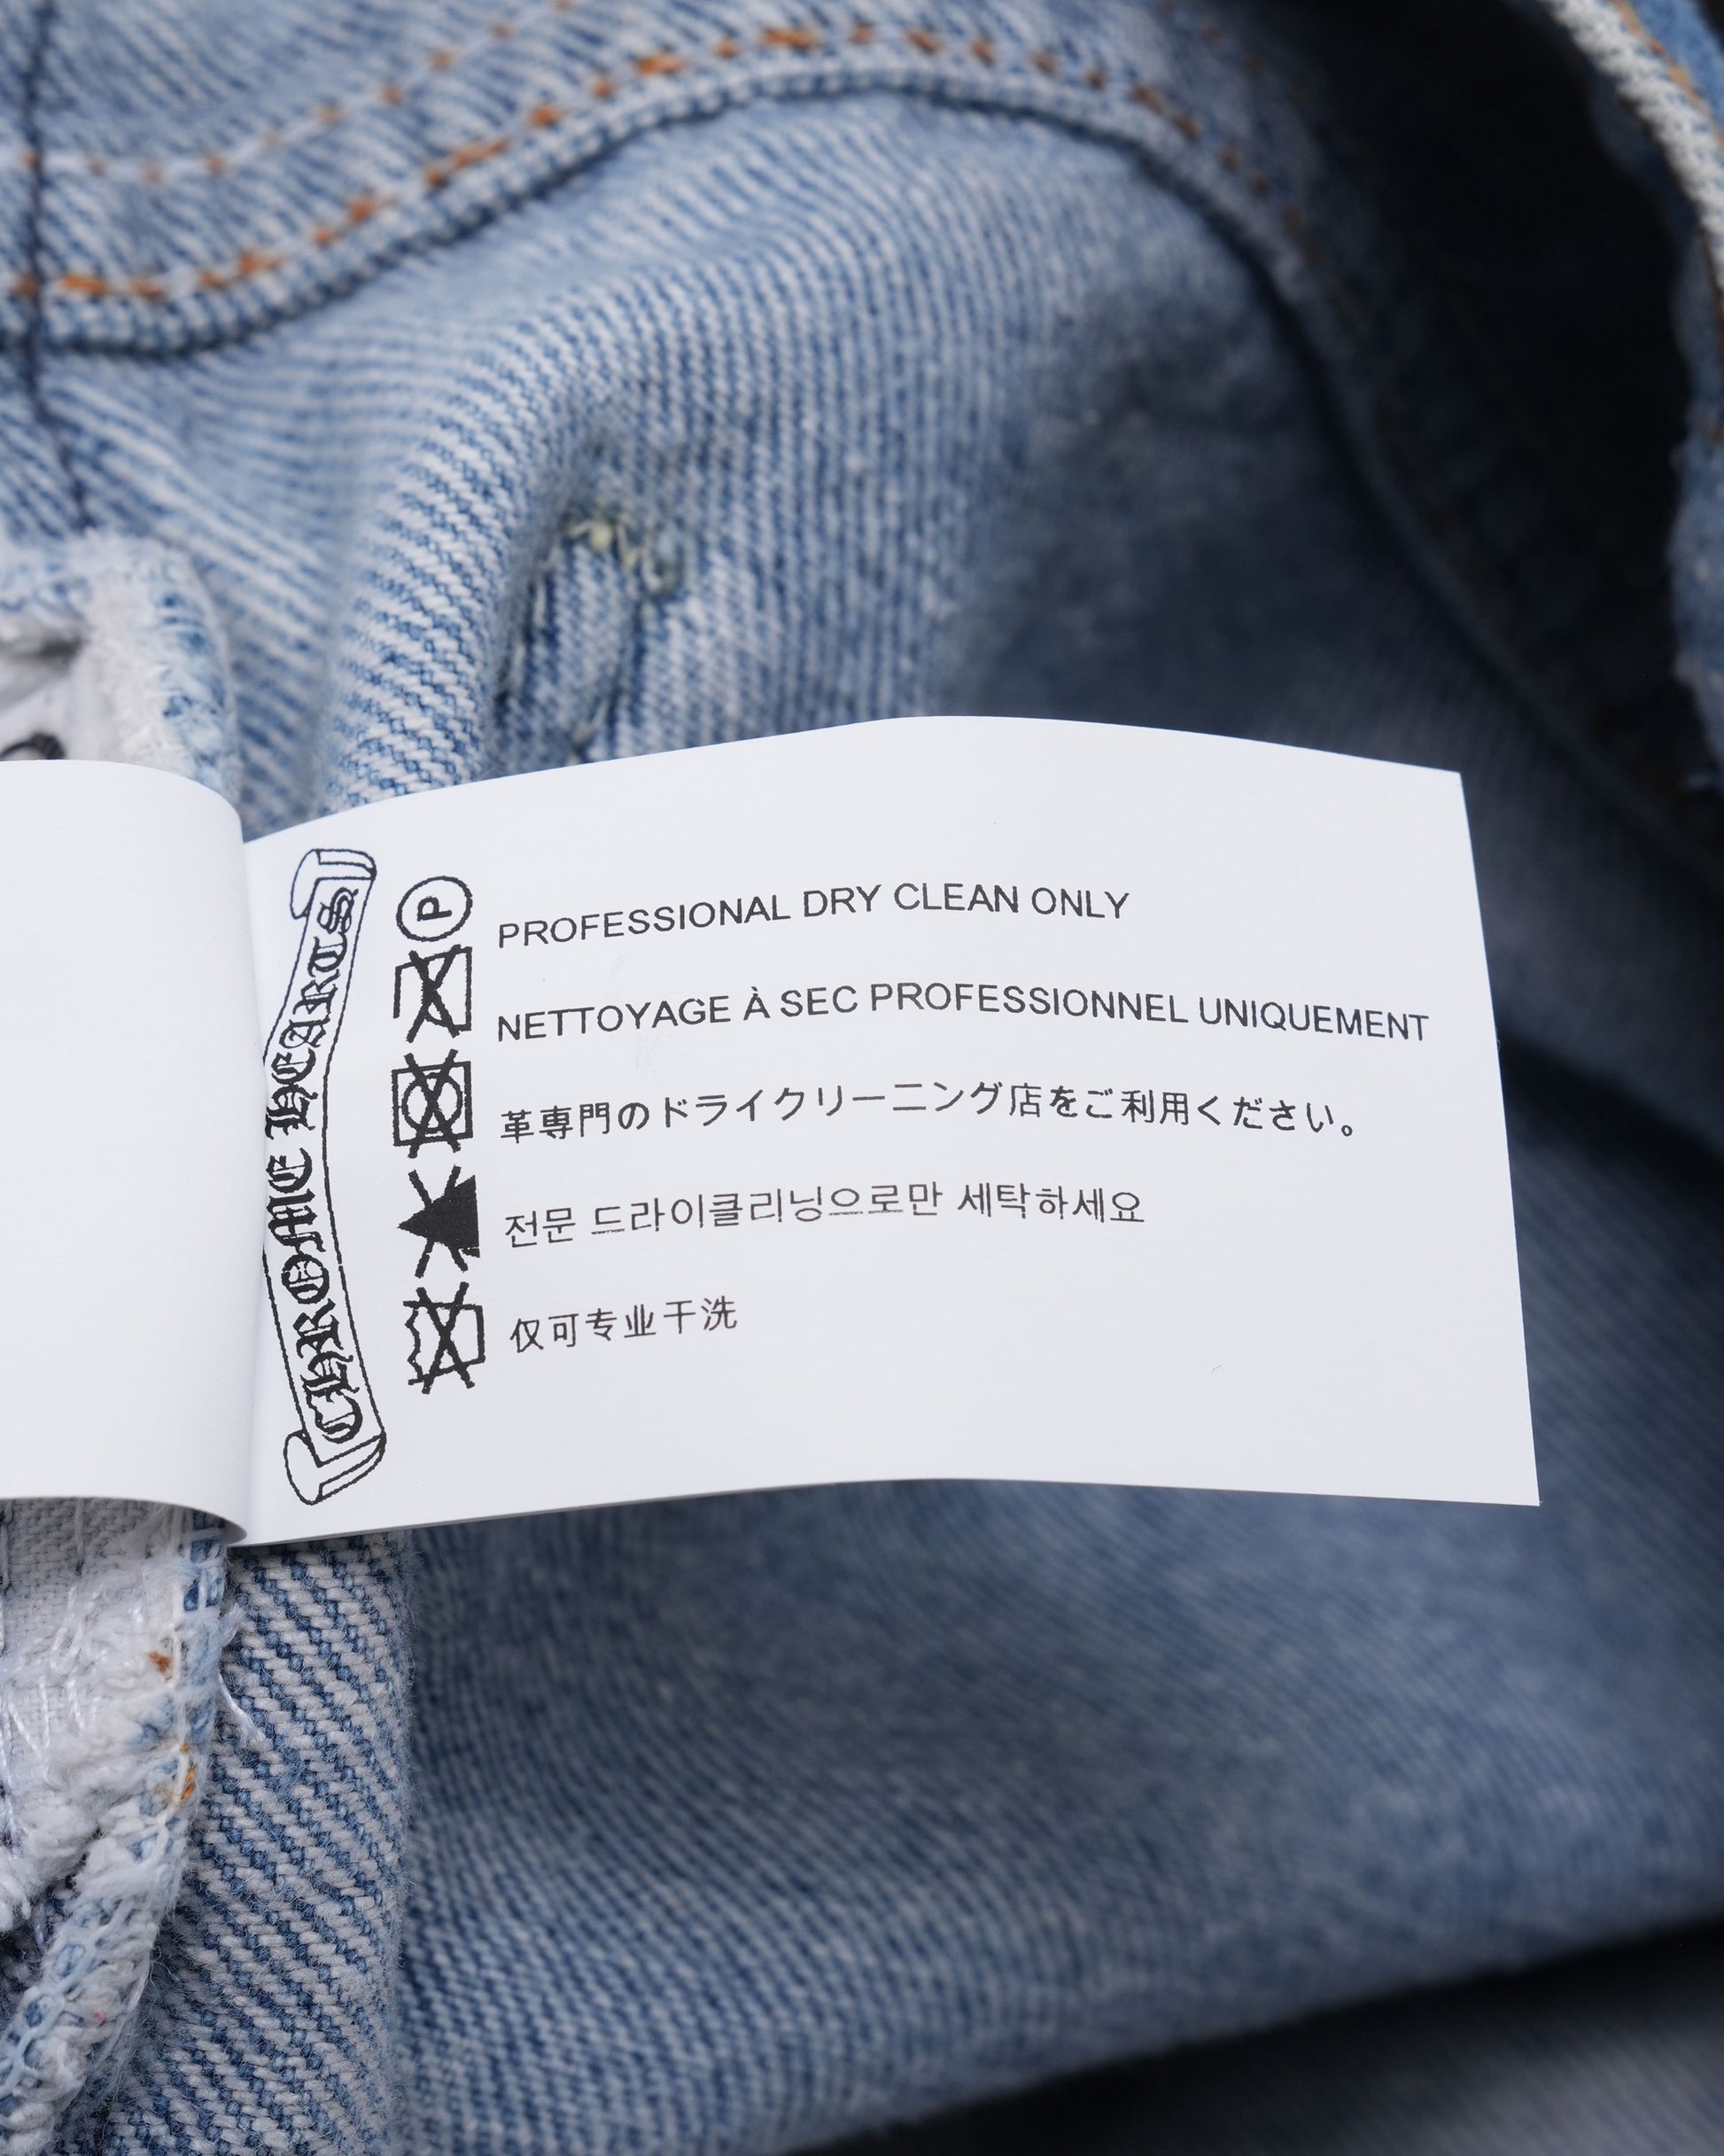 CHROME HEARTS
P
PROFESSIONAL DRY CLEAN ONLY
NETTOYAGE À SEC PROFESSIONNEL UNIQUEMENT
革専門のドライクリーニング店をご利用ください。
전문 드라이클리닝으로만 세탁하세요
仅可专业干洗